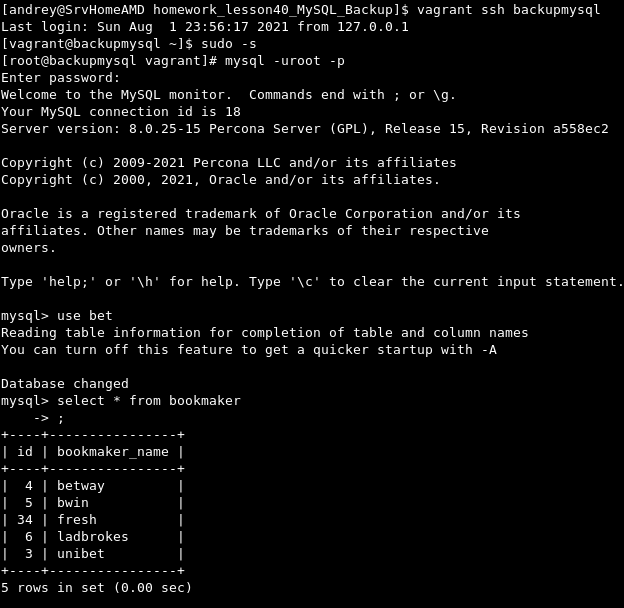 [andrey@SrvHomeAMD homework_lesson40_MySQL_Backup]$ vagrant ssh backupmysql
Last login: Sun Aug  1 23:56:17 2021 from 127.0.0.1
[vagrant@backupmysql ~]$ sudo -s
[root@backupmysql vagrant]# mysql -uroot -p
Enter password:
Welcome to the MySQL monitor.  Commands end with ; or \g.
Your MySQL connection id is 18
Server version: 8.0.25-15 Percona Server (GPL), Release 15, Revision a558ec2

Copyright (c) 2009-2021 Percona LLC and/or its affiliates
Copyright (c) 2000, 2021, Oracle and/or its affiliates.

Oracle is a registered trademark of Oracle Corporation and/or its
affiliates. Other names may be trademarks of their respective
owners.

Type 'help;' or '\h' for help. Type '\c' to clear the current input statement.

mysql> use bet
Reading table information for completion of table and column names
You can turn off this feature to get a quicker startup with -A

Database changed
mysql> select * from bookmaker
    -> ;
+----+----------------+
| id | bookmaker_name |
+----+----------------+
|  4 | betway         |
|  5 | bwin           |
| 34 | fresh          |
|  6 | ladbrokes      |
|  3 | unibet         |
+----+----------------+
5 rows in set (0.00 sec)